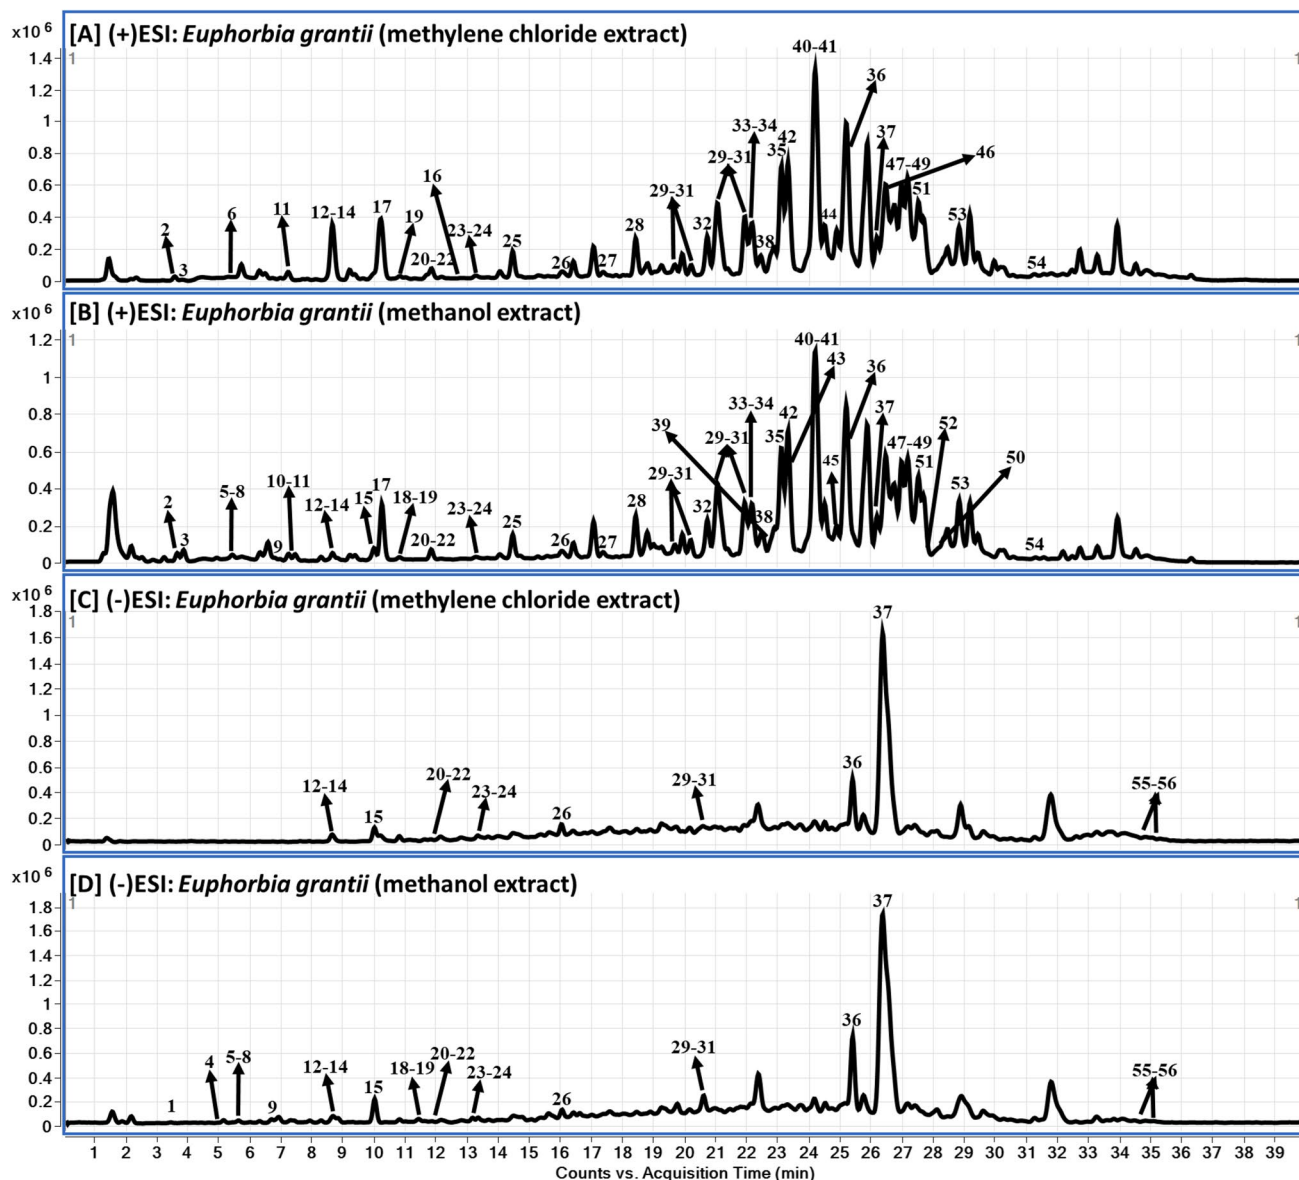 x10 6
[A] (+)ESI: Euphorbia grantii (methylene chloride extract)
1 1
1.4
1.2
1
0.8
0.6
0.4
0.2
0
2 3 6 11 12-14 17 19 16 20-22 23-24 25 26 27 28 29-31 32 29-31 33-34 38 35 42 40-41 44 36 37 46 47-49 51 53 54
x10 6
[B] (+)ESI: Euphorbia grantii (methanol extract)
1 1
1.2
1
0.8
0.6
0.4
0.2
0
2 3 5-8 9 10-11 12-14 15 17 18-19 20-22 23-24 25 26 27 28 29-31 39 32 29-31 33-34 38 35 42 40-41 43 45 36 37 47-49 51 52 53 50 54
x10 6
[C] (-)ESI: Euphorbia grantii (methylene chloride extract)
1 1
1.8
1.6
1.4
1.2
1
0.8
0.6
0.4
0.2
0
12-14 15 20-22 23-24 26 29-31 36 37 55-56
x10 6
[D] (-)ESI: Euphorbia grantii (methanol extract)
1 1
1.8
1.6
1.4
1.2
1
0.8
0.6
0.4
0.2
0
1 4 5-8 9 12-14 15 18-19 20-22 23-24 26 29-31 36 37 55-56
1 2 3 4 5 6 7 8 9 10 11 12 13 14 15 16 17 18 19 20 21 22 23 24 25 26 27 28 29 30 31 32 33 34 35 36 37 38 39
Counts vs. Acquisition Time (min)